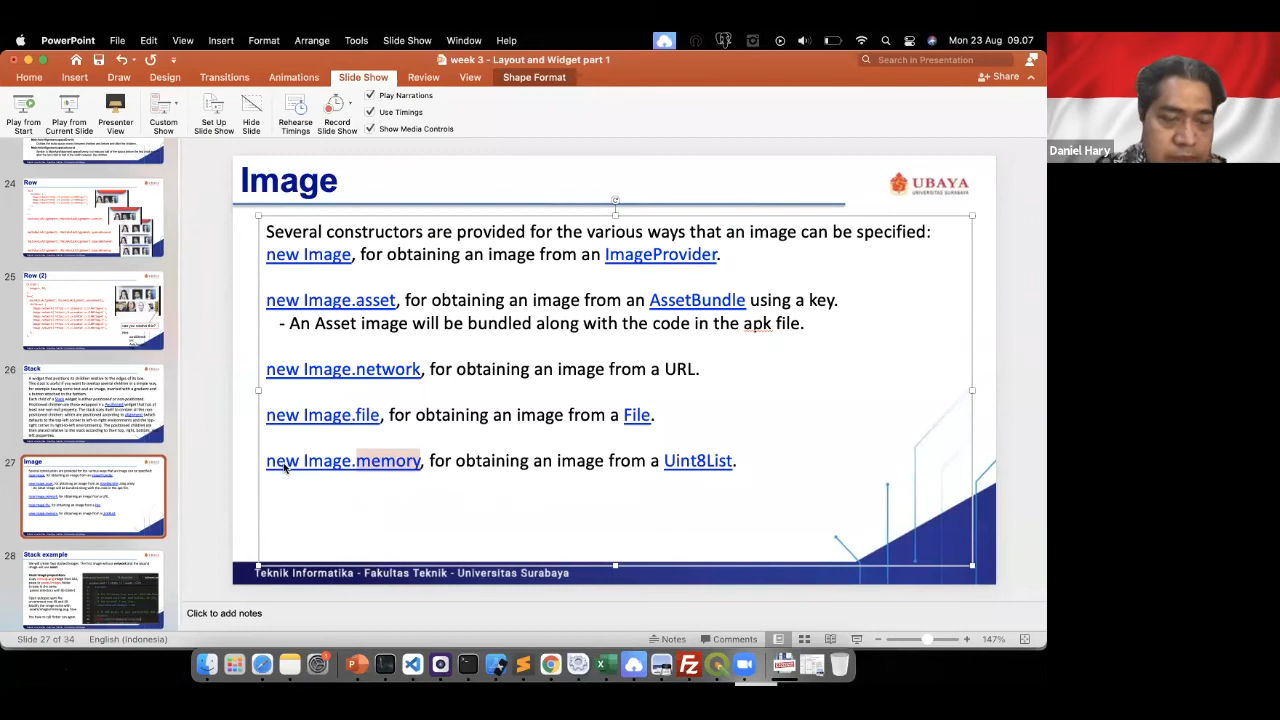 PowerPoint File Edit View Insert Format Arrange Tools Slide Show Window Help Mon 23 Aug 09.07
week 3 - Layout and Widget part 1
Search in Presentation
Home Insert Draw Design Transitions Animations Slide Show Review View Shape Format
Share
Play from Start
Play from Current Slide
Presenter View
Custom Show
Set Up Slide Show
Hide Slide
Rehearse Timings
Record Slide Show
Play Narrations
Use Timings
Show Media Controls
Daniel Hary
24
Row
25
Row (2)
26
Stack
27
Image
28
Stack example
Image
UBAYA
UNIVERSITAS SURABAYA
Several constructors are provided for the various ways that an image can be specified:
new Image, for obtaining an image from an ImageProvider.
new Image.asset, for obtaining an image from an AssetBundle using a key.
- An Asset image will be bundled along with the code in the apk file.
new Image.network, for obtaining an image from a URL.
new Image.file, for obtaining an image from a File.
new Image.memory, for obtaining an image from a Uint8List.
Teknik Informatika - Fakultas Teknik - Universitas Surabaya
Click to add notes
Slide 27 of 34 English (Indonesia) Notes Comments 147%